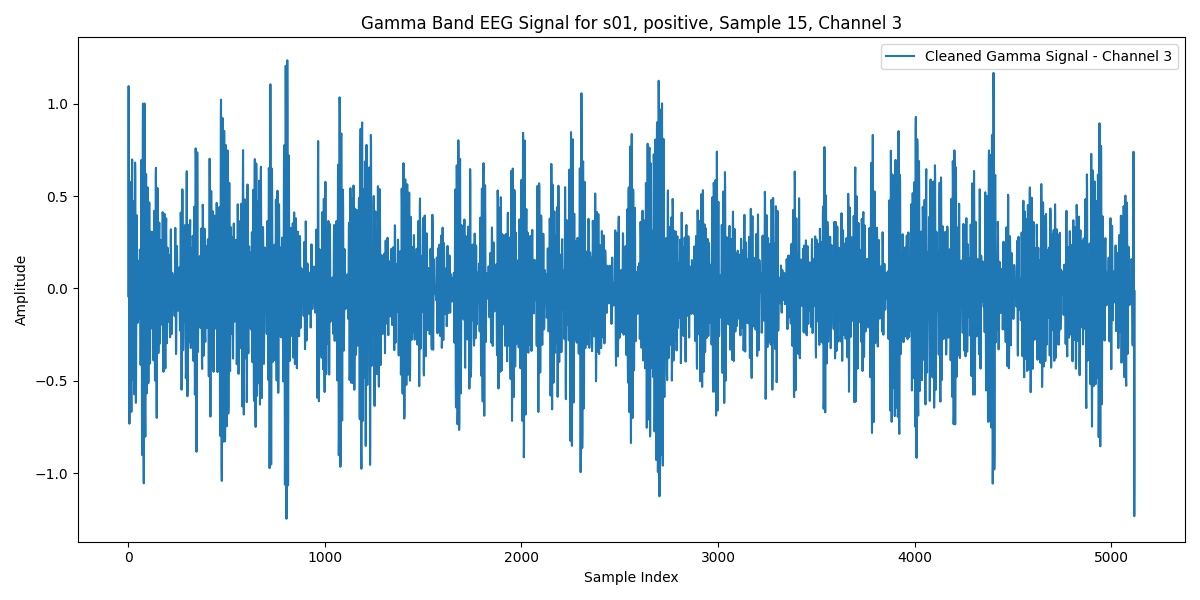 Gamma Band EEG Signal for s01, positive, Sample 15, Channel 3
Cleaned Gamma Signal - Channel 3
Amplitude
1.0
0.5
0.0
−0.5
−1.0
0 1000 2000 3000 4000 5000
Sample Index